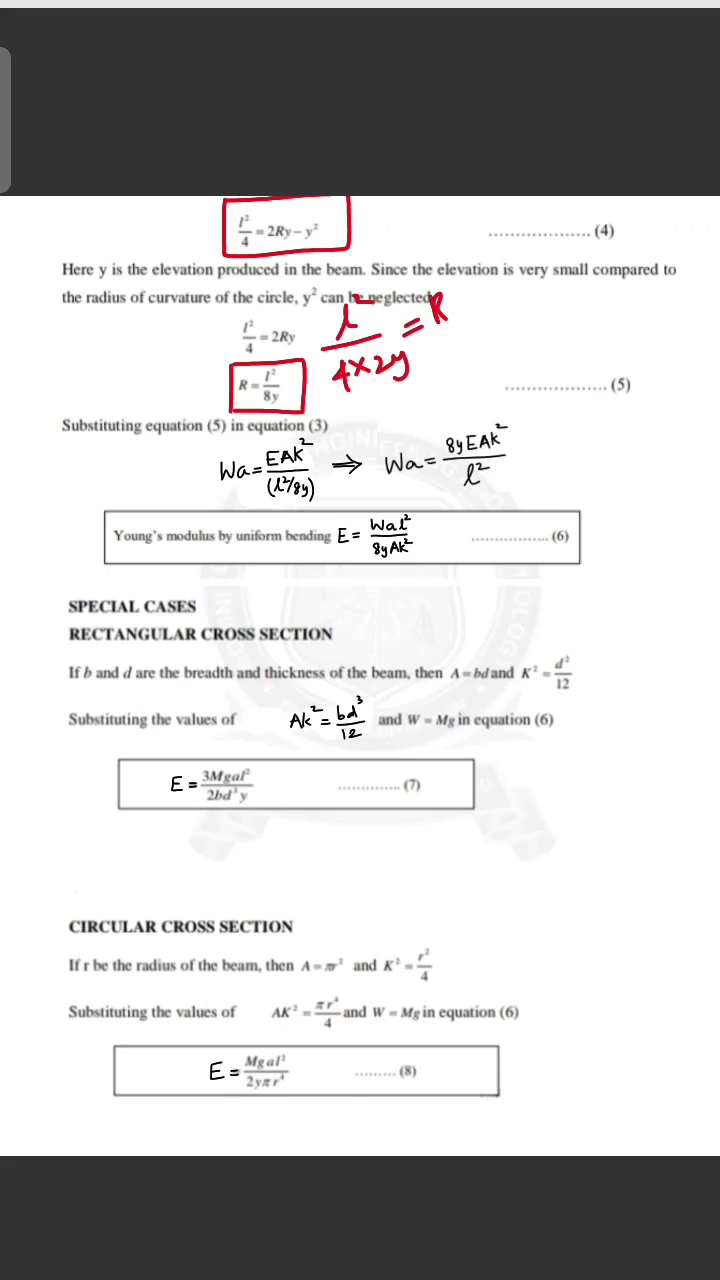 l²/4 = 2Ry − y² ..................... (4)
Here y is the elevation produced in the beam. Since the elevation is very small compared to
the radius of curvature of the circle, y² can be neglected.
l²/4 = 2Ry
l²/(4×2y) = R
R = l²/8y ..................... (5)
Substituting equation (5) in equation (3)
Wa = EAk²/(l²/8y) ⟹ Wa = 8yEAk²/l²
Young's modulus by uniform bending E = Wal²/8yAk² ................. (6)
SPECIAL CASES
RECTANGULAR CROSS SECTION
If b and d are the breadth and thickness of the beam, then A = bd and K² = d²/12
Substituting the values of Ak² = bd³/12 and W = Mg in equation (6)
E = 3Mgal²/2bd³y ............. (7)
CIRCULAR CROSS SECTION
If r be the radius of the beam, then A = πr² and K² = r²/4
Substituting the values of AK² = πr⁴/4 and W = Mg in equation (6)
E = Mgal²/2yπr⁴ ......... (8)